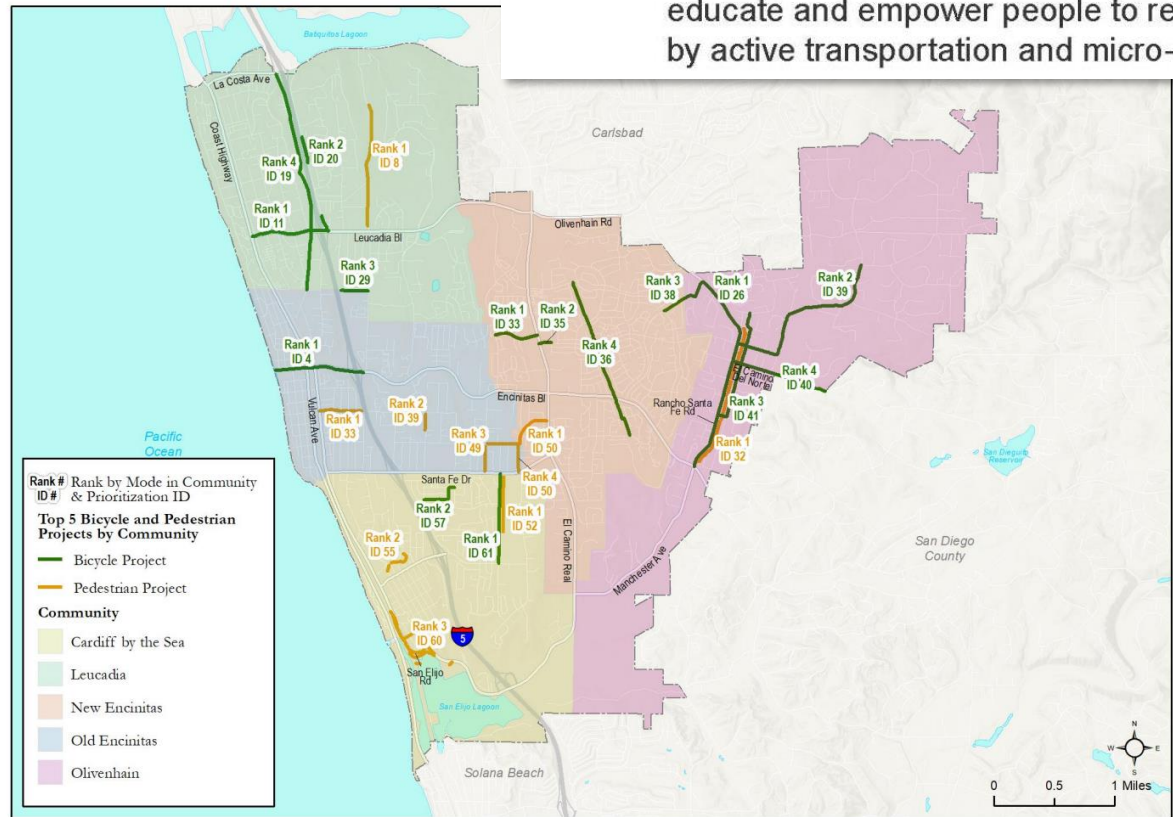 educate and empower people to re
by active transportation and micro-
Batiquitos Lagoon
La Costa Ave
Coast Highway
Carlsbad
Rank 2
ID 20
Rank 1
ID 8
Rank 4
ID 19
Rank 1
ID 11
Leucadia Bl
Olivenhain Rd
Rank 3
ID 29
Rank 3
ID 38
Rank 1
ID 26
Rank 2
ID 39
Rank 1
ID 33
Rank 2
ID 35
Rank 4
ID 36
Rank 1
ID 4
Rank 4
ID 40
Camino
Del Norte
Encinitas Bl
Rancho Santa
Fe Rd
Rank 3
ID 41
Vulcan Ave
Rank 1
ID 33
Rank 2
ID 39
Rank 3
ID 49
Rank 1
ID 50
Rank 1
ID 32
Pacific
Ocean
San Dieguito
Reservoir
Santa Fe Dr
Rank 4
ID 50
Rank 2
ID 57
Rank 1
ID 52
Rank 1
ID 61
El Camino Real
Rank 2
ID 55
Manchester Ave
San Diego
County
Rank 3
ID 60
5
San Elijo
Rd
San Elijo Lagoon
Solana Beach
Rank #
ID #
Rank by Mode in Community
& Prioritization ID
Top 5 Bicycle and Pedestrian
Projects by Community
Bicycle Project
Pedestrian Project
Community
Cardiff by the Sea
Leucadia
New Encinitas
Old Encinitas
Olivenhain
N
W
E
S
0 0.5 1 Miles